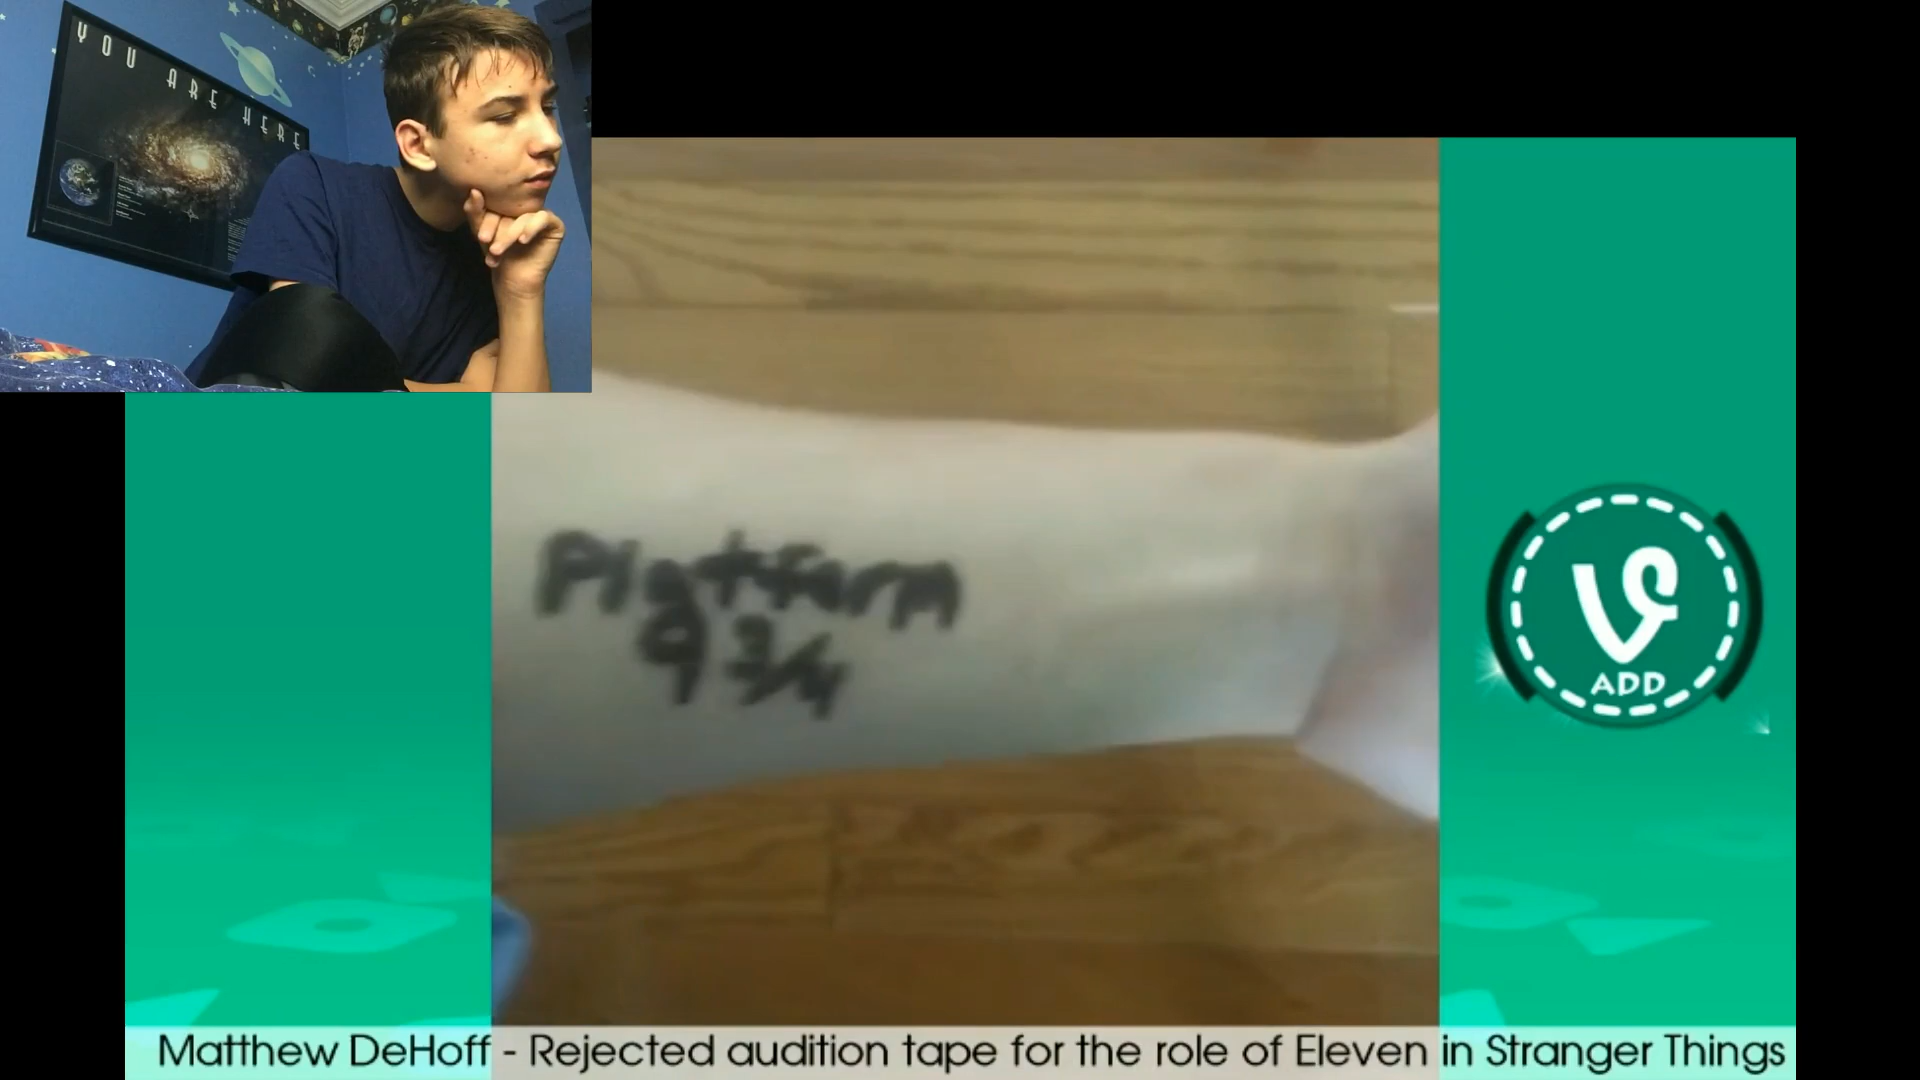 YOU ARE HERE
Platform
9 3/4
ADD
Matthew DeHoff - Rejected audition tape for the role of Eleven in Stranger Things